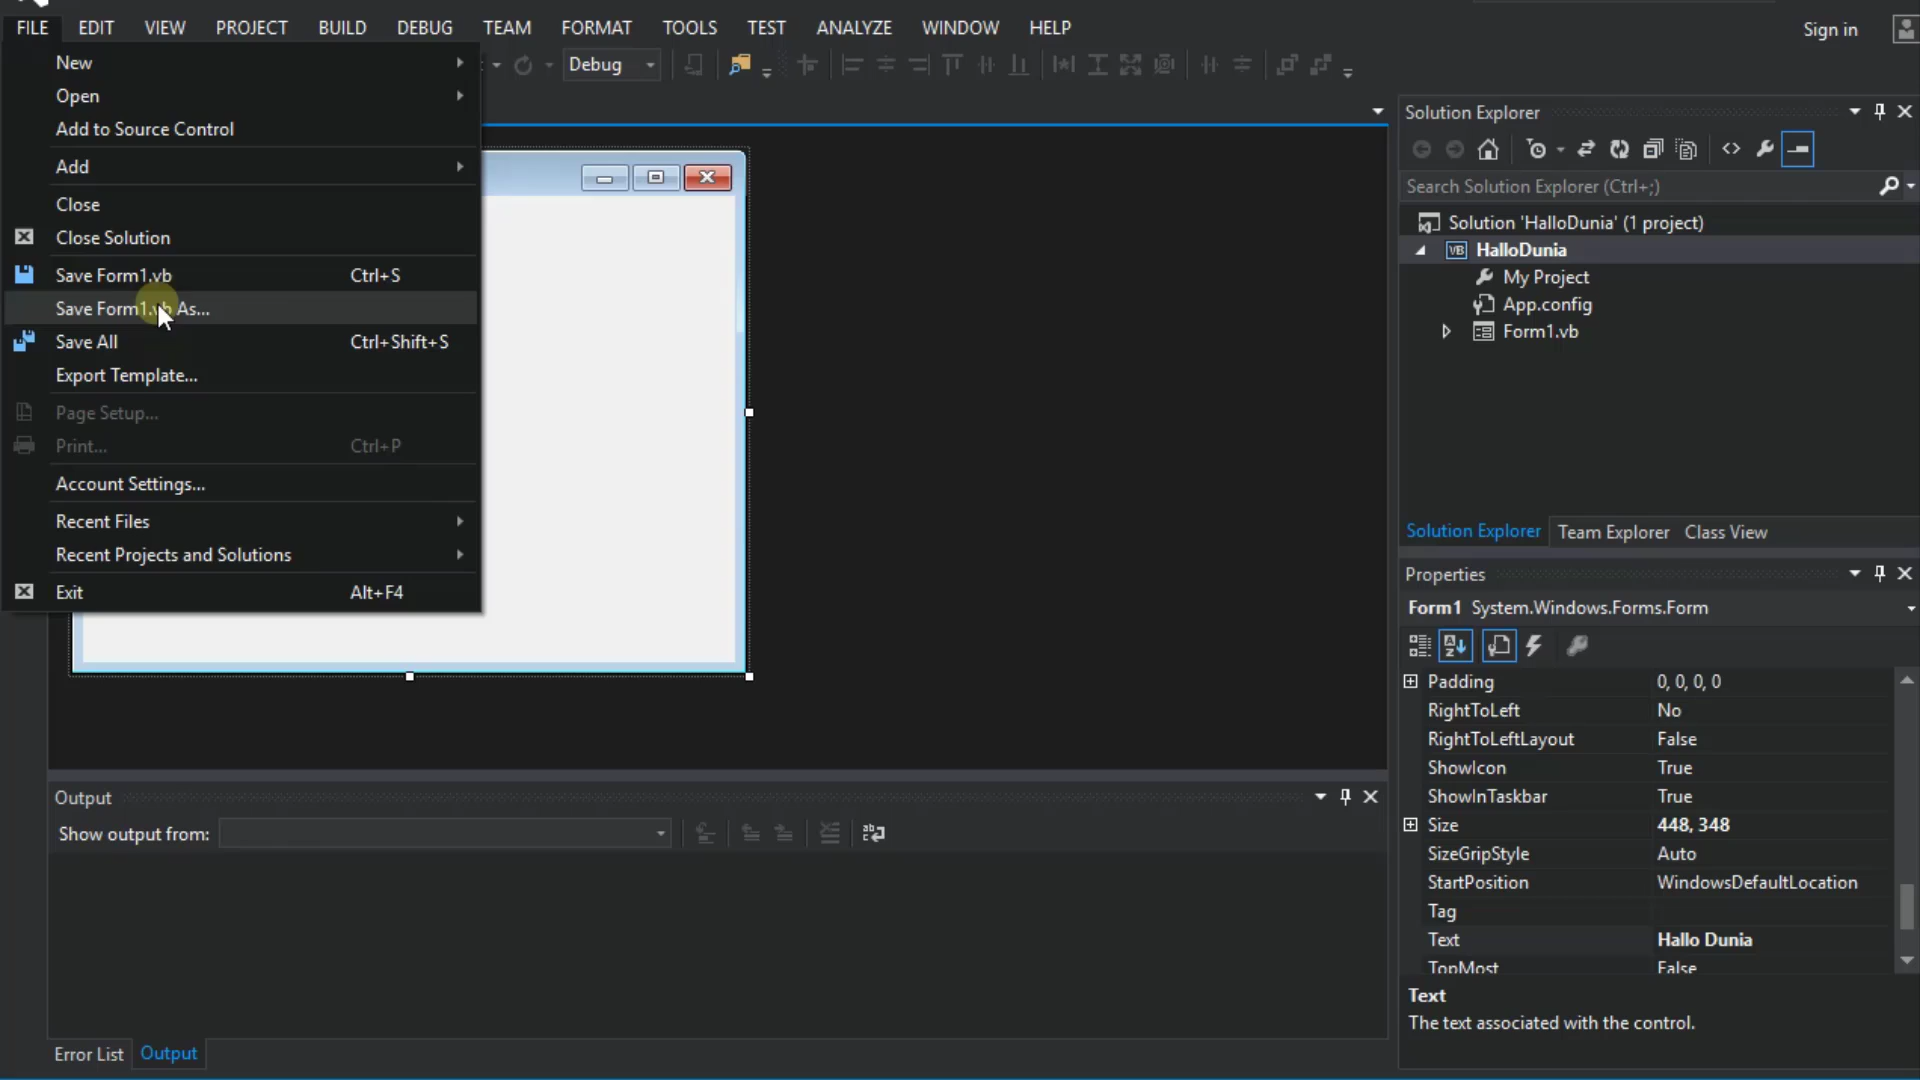 FILE EDIT VIEW PROJECT BUILD DEBUG TEAM FORMAT TOOLS TEST ANALYZE WINDOW HELP
Sign in
New
Open
Add to Source Control
Add
Close
Close Solution
Save Form1.vb Ctrl+S
Save Form1.vb As...
Save All Ctrl+Shift+S
Export Template...
Page Setup...
Print... Ctrl+P
Account Settings...
Recent Files
Recent Projects and Solutions
Exit Alt+F4
Debug
Solution Explorer
Search Solution Explorer (Ctrl+;)
Solution 'HalloDunia' (1 project)
VB HalloDunia
My Project
App.config
Form1.vb
Solution Explorer Team Explorer Class View
Properties
Form1 System.Windows.Forms.Form
Padding 0, 0, 0, 0
RightToLeft No
RightToLeftLayout False
ShowIcon True
ShowInTaskbar True
Size 448, 348
SizeGripStyle Auto
StartPosition WindowsDefaultLocation
Tag
Text Hallo Dunia
TopMost False
Text
The text associated with the control.
Output
Show output from:
Error List Output